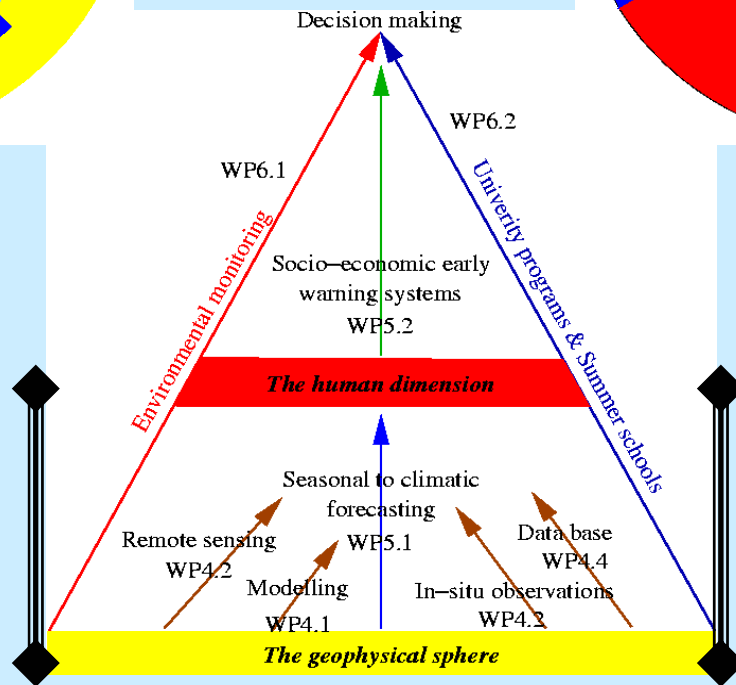 Decision making
WP6.2
WP6.1
Environmental monitoring
Univerity programs & Summer schools
Socio-economic early
warning systems
WP5.2
The human dimension
Seasonal to climatic
forecasting
WP5.1
Remote sensing
WP4.2
Data base
WP4.4
Modelling
WP4.1
In-situ observations
WP4.2
The geophysical sphere